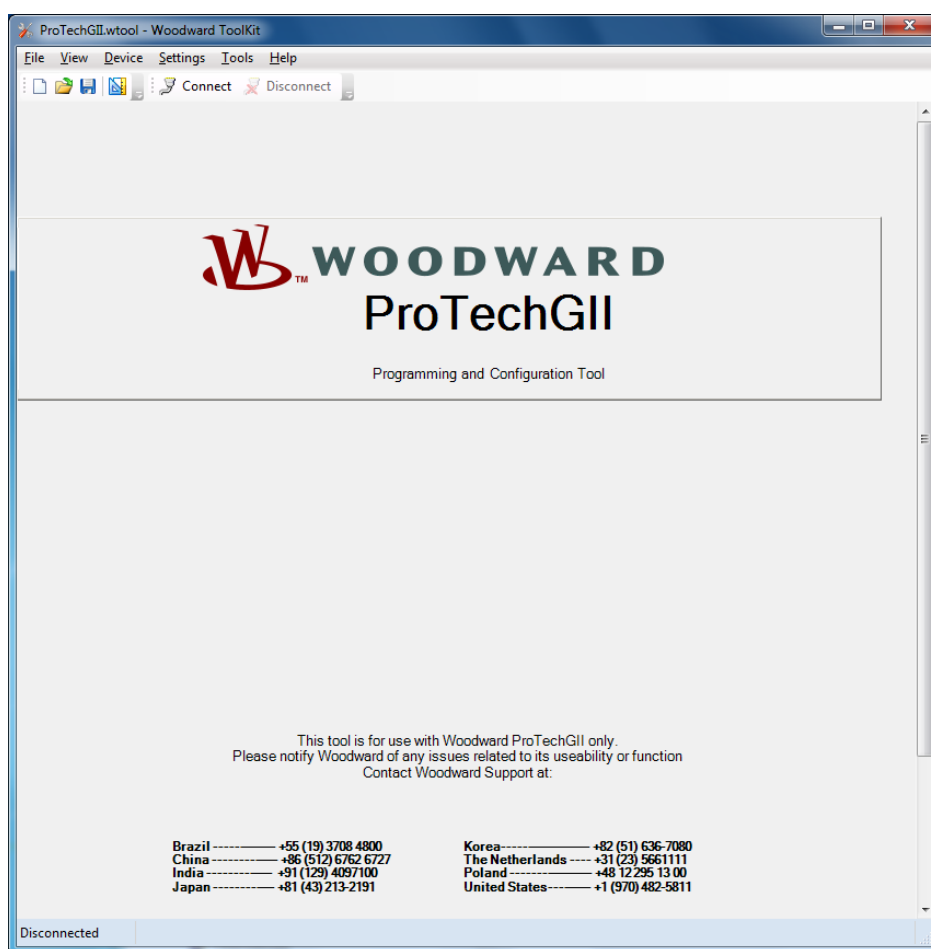 ProTechGII.wtool - Woodward ToolKit
File View Device Settings Tools Help
Connect Disconnect
W™ WOODWARD
ProTechGII
Programming and Configuration Tool
This tool is for use with Woodward ProTechGII only.
Please notify Woodward of any issues related to its useability or function
Contact Woodward Support at:
Brazil ----------- +55 (19) 3708 4800
China ----------- +86 (512) 6762 6727
India ----------- +91 (129) 4097100
Japan ----------- +81 (43) 213-2191
Korea--------------- +82 (51) 636-7080
The Netherlands ---- +31 (23) 5661111
Poland -------------- +48 12 295 13 00
United States------- +1 (970) 482-5811
Disconnected